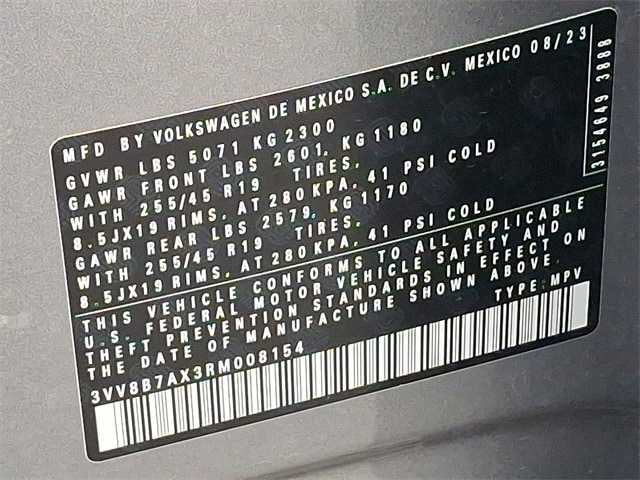 MFD BY VOLKSWAGEN DE MEXICO S.A. DE C.V. MEXICO 08/23
GVWR LBS 5071 KG 2300
GAWR FRONT LBS 2601, KG 1180
WITH 255/45 R19 TIRES,
8.5JX19 RIMS, AT 280 KPA, 41 PSI COLD
GAWR REAR LBS 2579, KG 1170
WITH 255/45 R19 TIRES,
8.5JX19 RIMS, AT 280 KPA, 41 PSI COLD
THIS VEHICLE CONFORMS TO ALL APPLICABLE
U.S. FEDERAL MOTOR VEHICLE SAFETY AND
THEFT PREVENTION STANDARDS IN EFFECT ON
THE DATE OF MANUFACTURE SHOWN ABOVE.
3VV8B7AX3RM008154 TYPE:MPV
3154649 3888